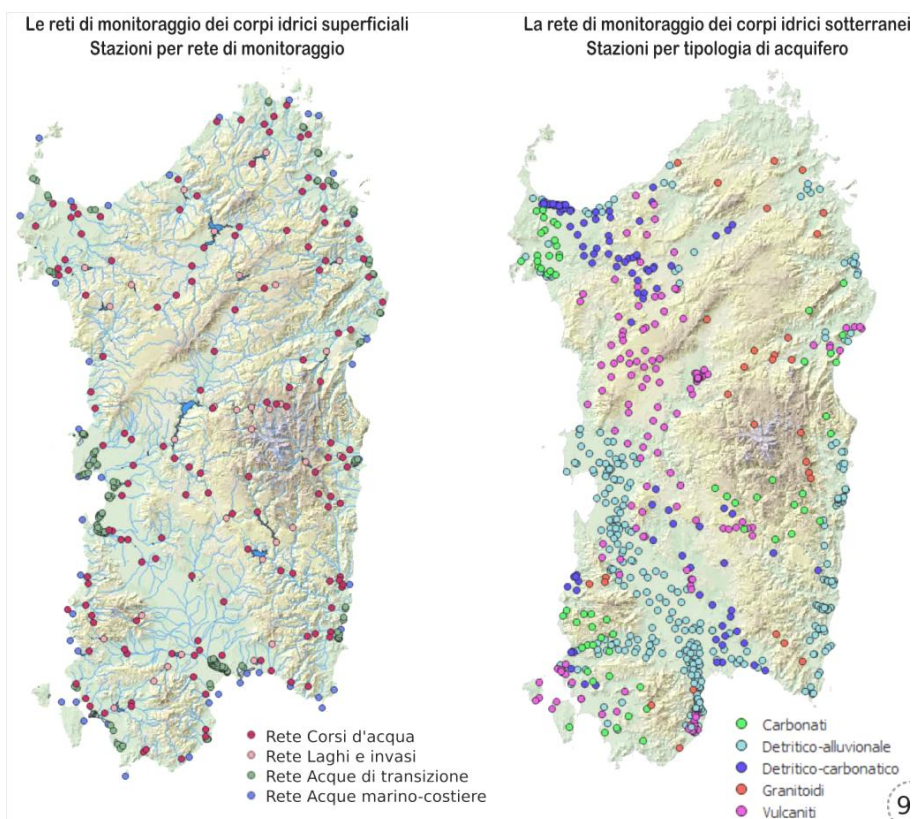 Le reti di monitoraggio dei corpi idrici superficiali
Stazioni per rete di monitoraggio
La rete di monitoraggio dei corpi idrici sotterranei
Stazioni per tipologia di acquifero
Rete Corsi d'acqua
Rete Laghi e invasi
Rete Acque di transizione
Rete Acque marino-costiere
Carbonati
Detritico-alluvionale
Detritico-carbonatico
Granitoidi
Vulcaniti
9